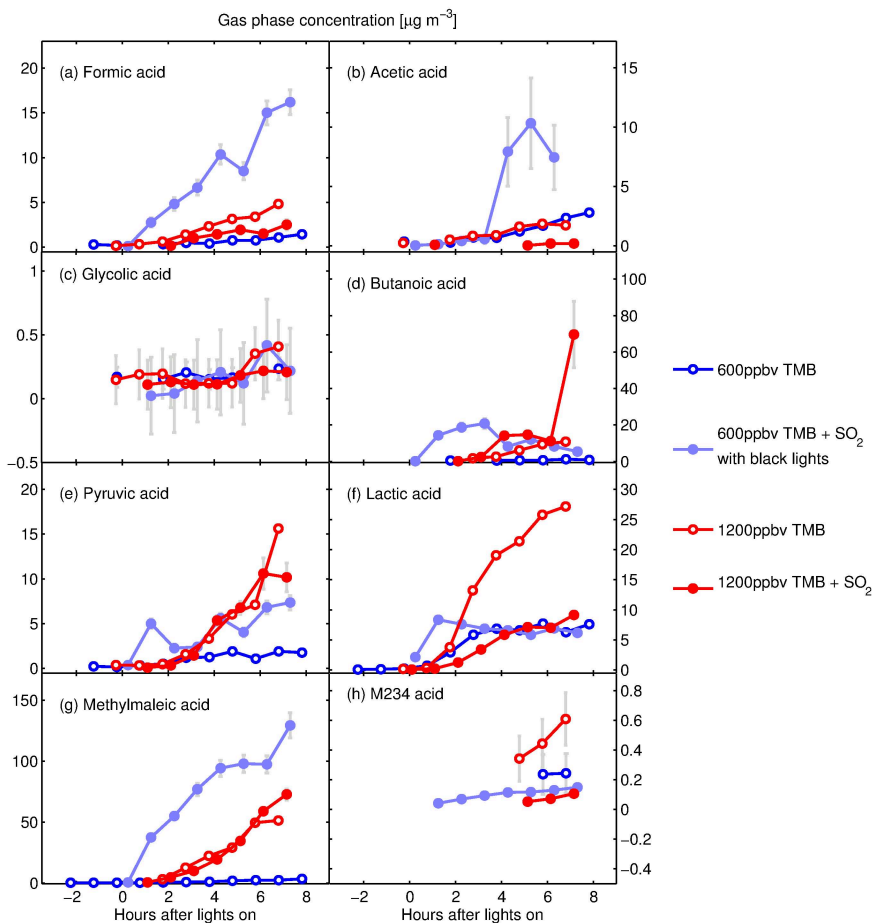 Gas phase concentration [μg m⁻³]
(a) Formic acid
20
15
10
5
0
(b) Acetic acid
15
10
5
0
(c) Glycolic acid
1
0.5
0
−0.5
(d) Butanoic acid
100
80
60
40
20
0
(e) Pyruvic acid
20
15
10
5
0
(f) Lactic acid
30
25
20
15
10
5
0
(g) Methylmaleic acid
150
100
50
0
(h) M234 acid
0.8
0.6
0.4
0.2
0
−0.2
−0.4
−2 0 2 4 6 8
−2 0 2 4 6 8
Hours after lights on
Hours after lights on
600ppbv TMB
600ppbv TMB + SO₂
with black lights
1200ppbv TMB
1200ppbv TMB + SO₂